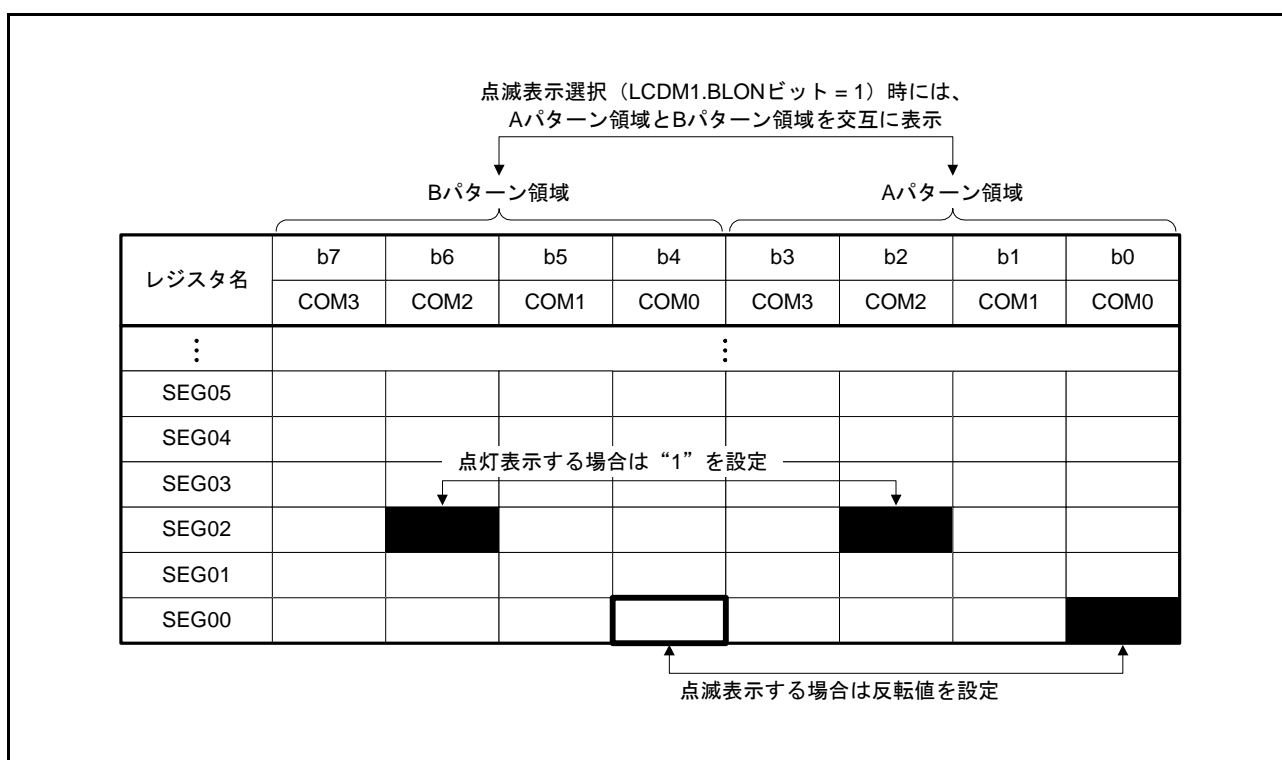 点滅表示選択（LCDM1.BLONビット = 1）時には、
Aパターン領域とBパターン領域を交互に表示
Bパターン領域 Aパターン領域
レジスタ名 b7 b6 b5 b4 b3 b2 b1 b0
COM3 COM2 COM1 COM0 COM3 COM2 COM1 COM0
⋮ ⋮
SEG05
SEG04
点灯表示する場合は“1”を設定
SEG03
SEG02
SEG01
SEG00
点滅表示する場合は反転値を設定